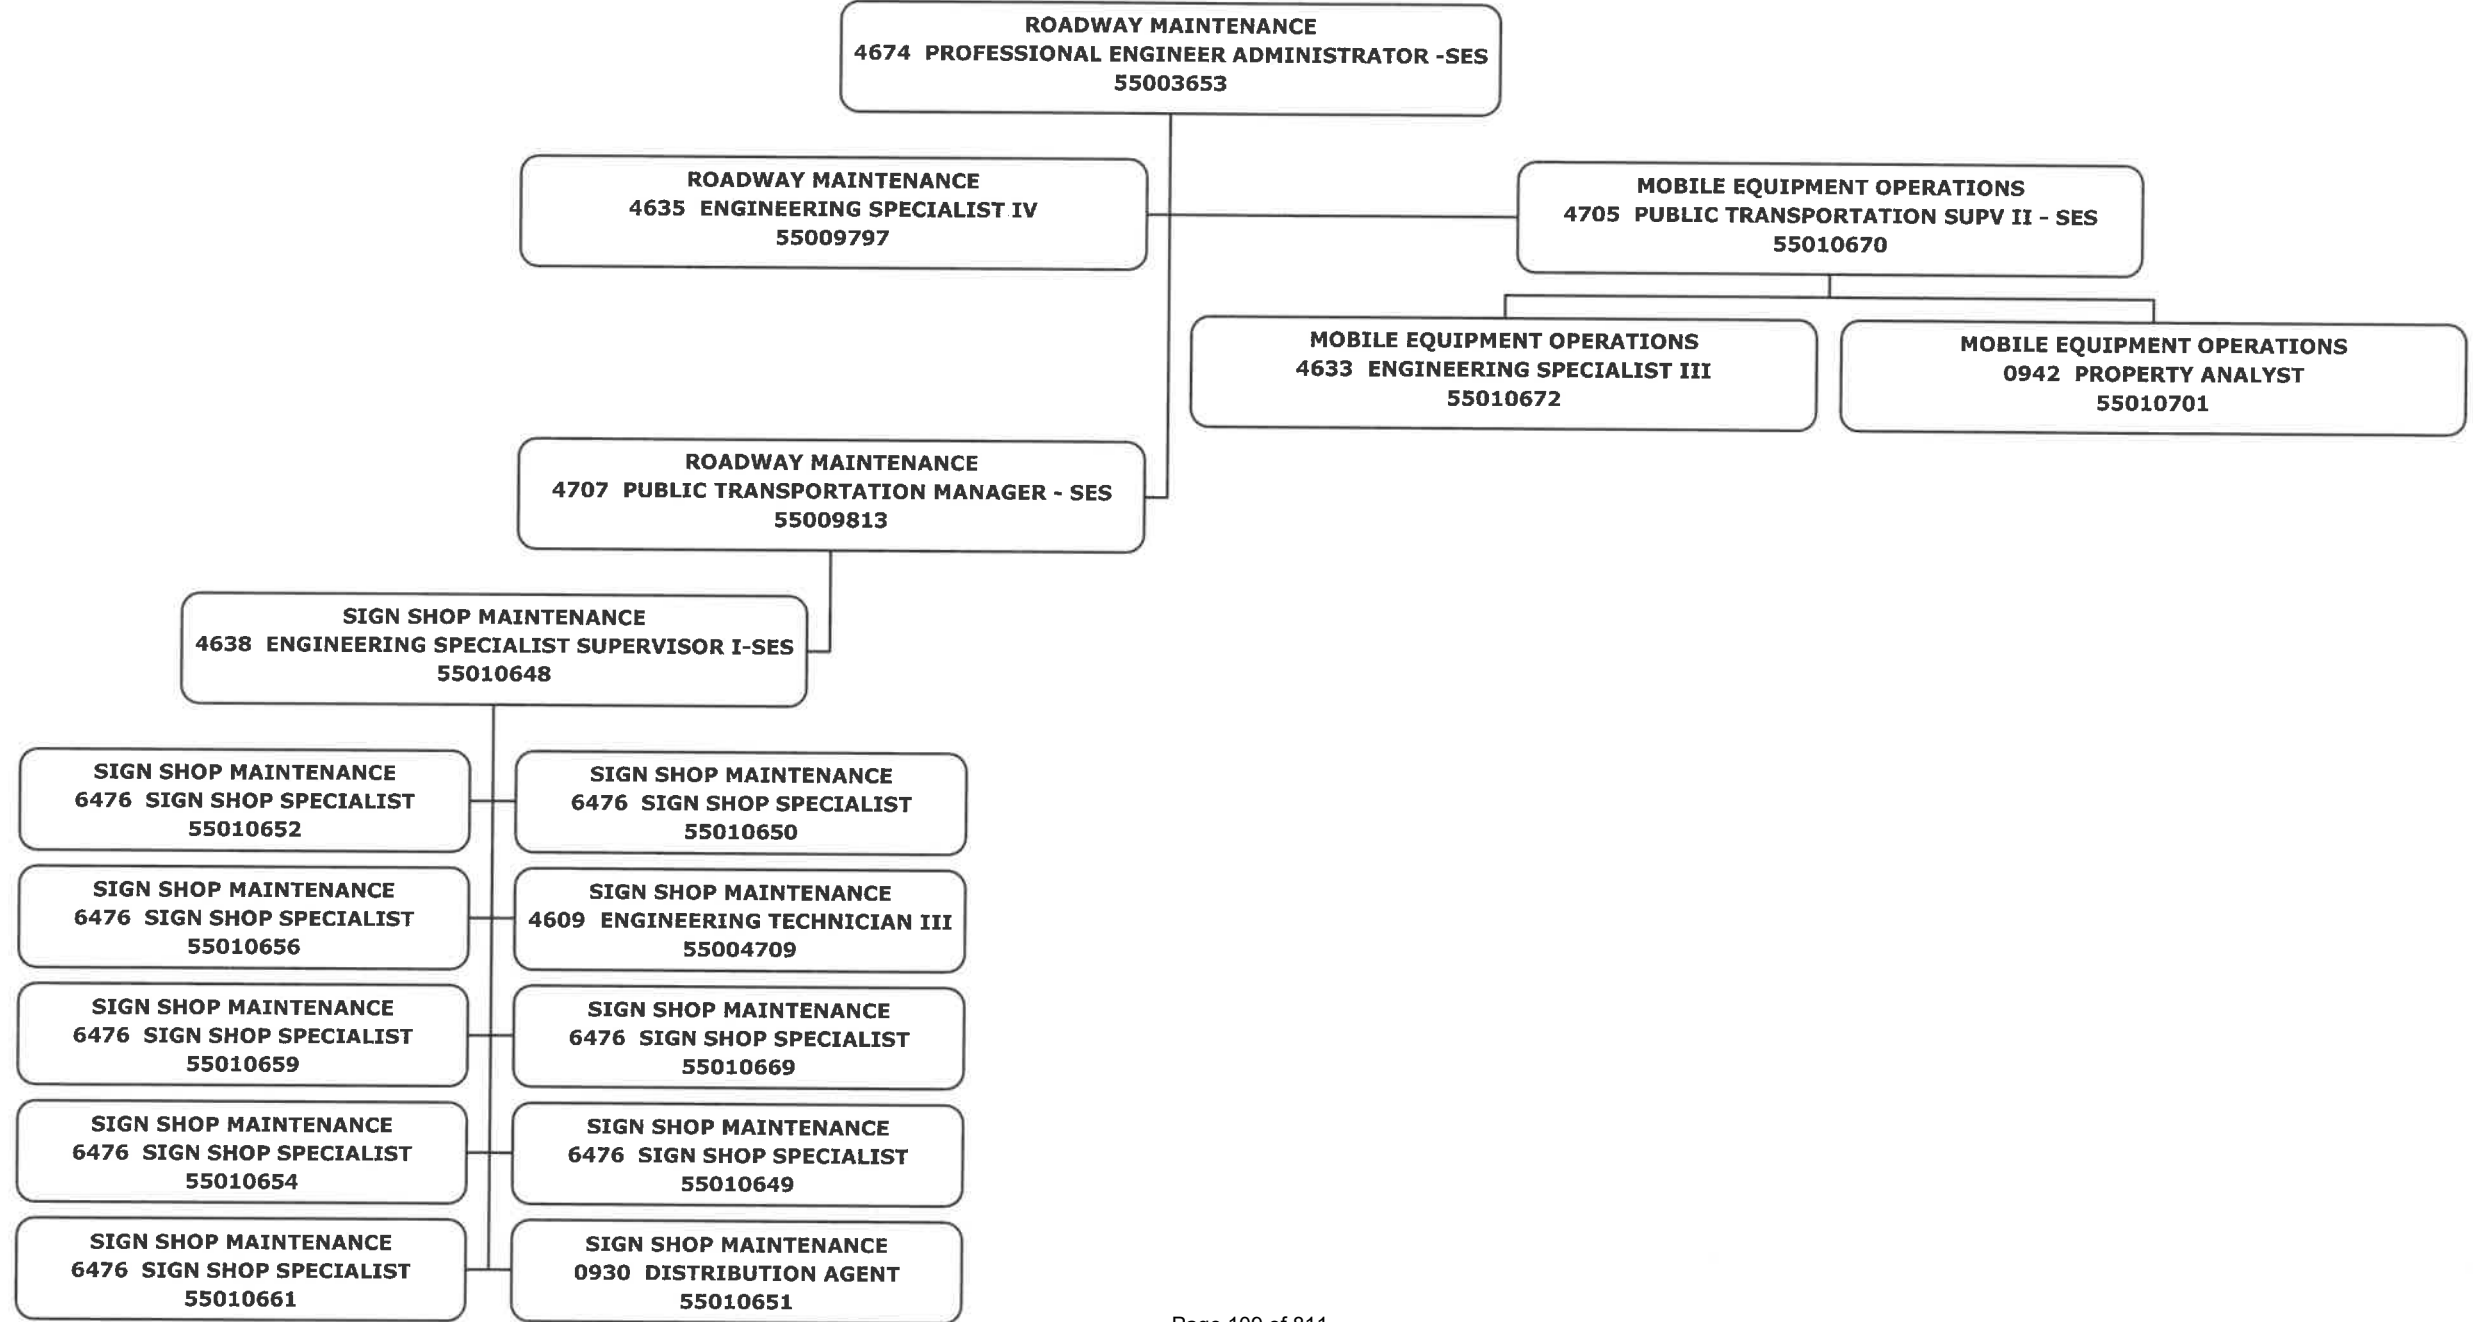 ROADWAY MAINTENANCE
4674 PROFESSIONAL ENGINEER ADMINISTRATOR -SES
55003653
ROADWAY MAINTENANCE
4635 ENGINEERING SPECIALIST IV
55009797
MOBILE EQUIPMENT OPERATIONS
4705 PUBLIC TRANSPORTATION SUPV II - SES
55010670
MOBILE EQUIPMENT OPERATIONS
4633 ENGINEERING SPECIALIST III
55010672
MOBILE EQUIPMENT OPERATIONS
0942 PROPERTY ANALYST
55010701
ROADWAY MAINTENANCE
4707 PUBLIC TRANSPORTATION MANAGER - SES
55009813
SIGN SHOP MAINTENANCE
4638 ENGINEERING SPECIALIST SUPERVISOR I-SES
55010648
SIGN SHOP MAINTENANCE
6476 SIGN SHOP SPECIALIST
55010652
SIGN SHOP MAINTENANCE
6476 SIGN SHOP SPECIALIST
55010650
SIGN SHOP MAINTENANCE
6476 SIGN SHOP SPECIALIST
55010656
SIGN SHOP MAINTENANCE
4609 ENGINEERING TECHNICIAN III
55004709
SIGN SHOP MAINTENANCE
6476 SIGN SHOP SPECIALIST
55010659
SIGN SHOP MAINTENANCE
6476 SIGN SHOP SPECIALIST
55010669
SIGN SHOP MAINTENANCE
6476 SIGN SHOP SPECIALIST
55010654
SIGN SHOP MAINTENANCE
6476 SIGN SHOP SPECIALIST
55010649
SIGN SHOP MAINTENANCE
6476 SIGN SHOP SPECIALIST
55010661
SIGN SHOP MAINTENANCE
0930 DISTRIBUTION AGENT
55010651